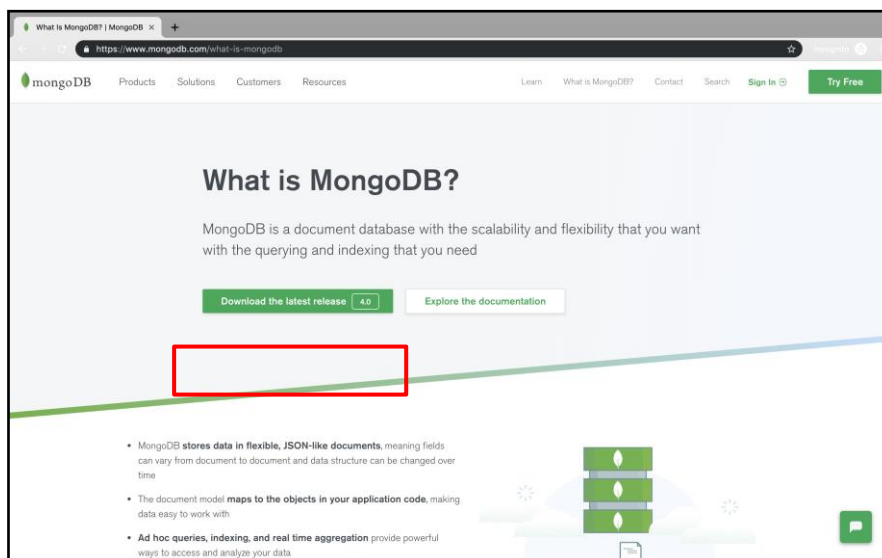 What Is MongoDB? | MongoDB ×
https://www.mongodb.com/what-is-mongodb
Incognito
mongoDB Products Solutions Customers Resources Learn What is MongoDB? Contact Search Sign In Try Free
What is MongoDB?
MongoDB is a document database with the scalability and flexibility that you want
with the querying and indexing that you need
Download the latest release 4.0 Explore the documentation
• MongoDB stores data in flexible, JSON-like documents, meaning fields
can vary from document to document and data structure can be changed over
time
• The document model maps to the objects in your application code, making
data easy to work with
• Ad hoc queries, indexing, and real time aggregation provide powerful
ways to access and analyze your data